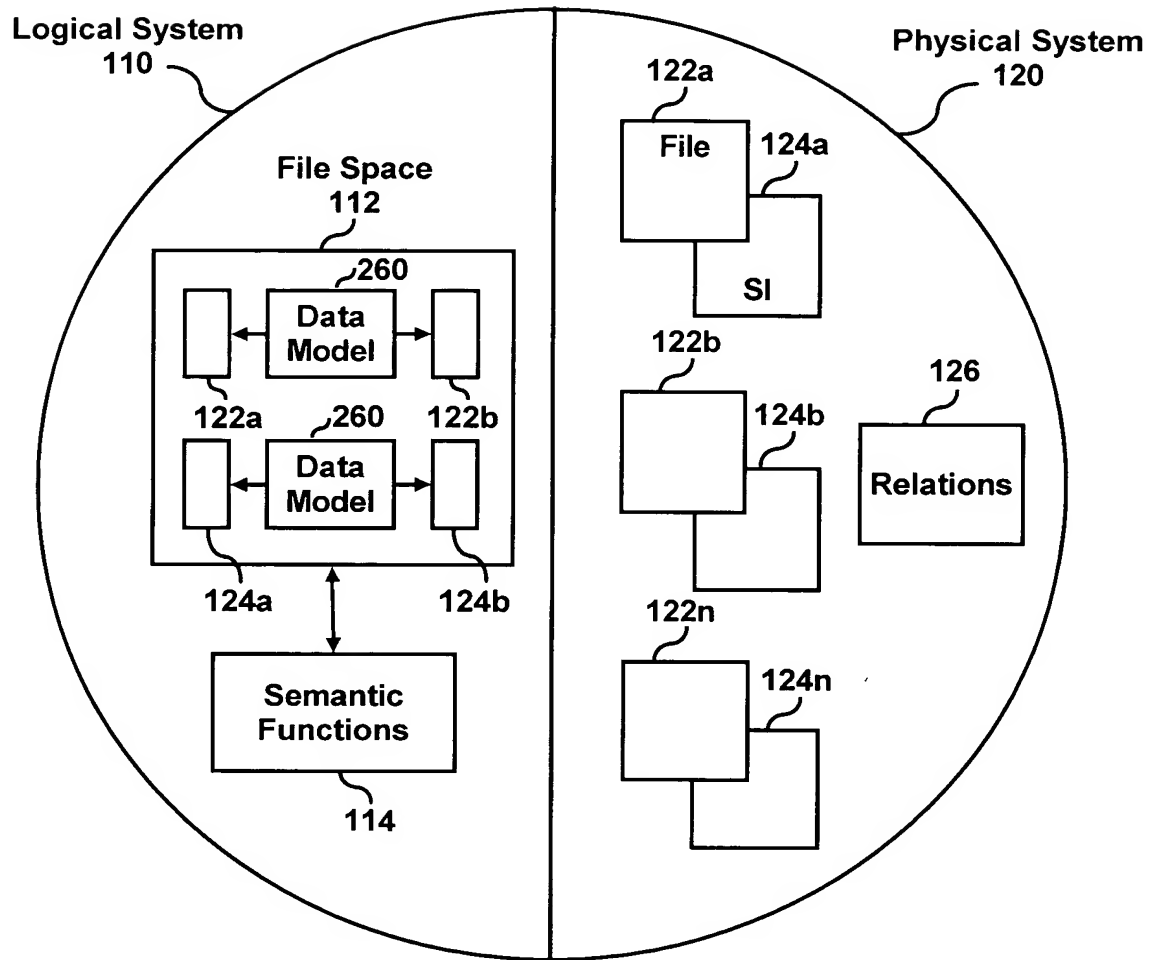 Logical System
110
File Space
112
260
Data
Model
122a
122b
260
Data
Model
124a
124b
Semantic
Functions
114
Physical System
120
122a
File
124a
SI
122b
124b
126
Relations
122n
124n